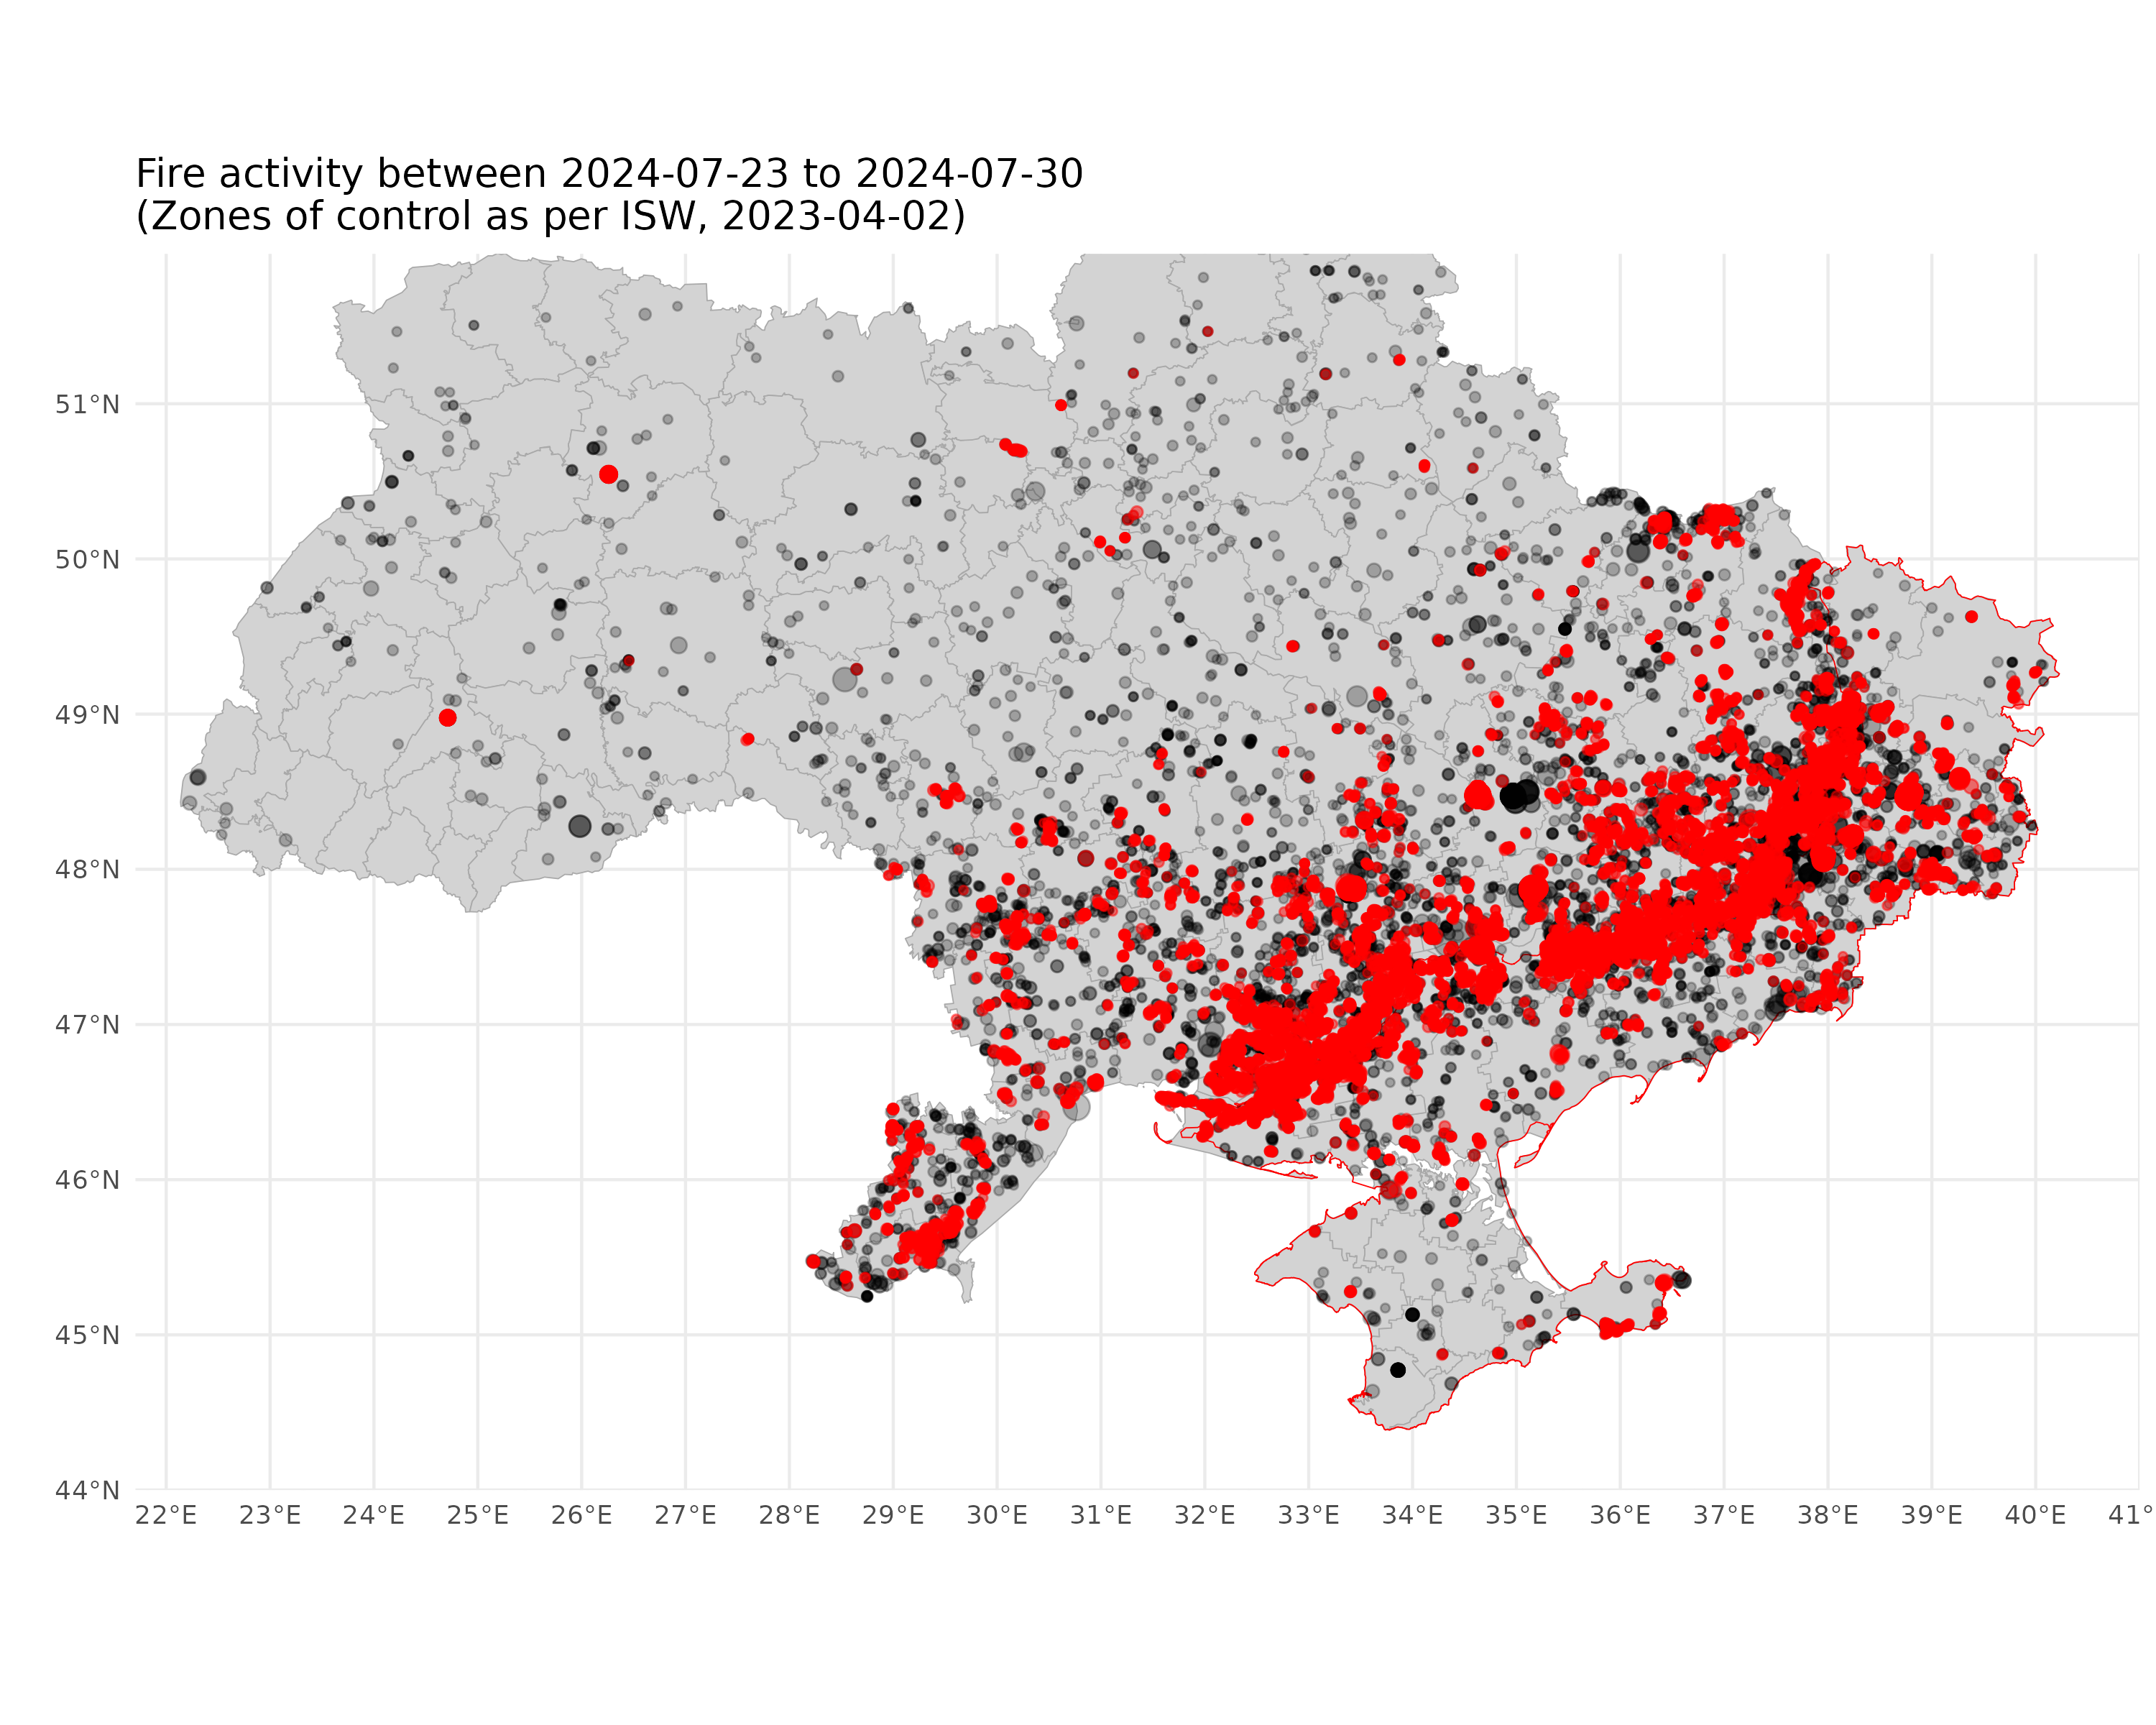 Fire activity between 2024-07-23 to 2024-07-30
(Zones of control as per ISW, 2023-04-02)
51°N
50°N
49°N
48°N
47°N
46°N
45°N
44°N
22°E 23°E 24°E 25°E 26°E 27°E 28°E 29°E 30°E 31°E 32°E 33°E 34°E 35°E 36°E 37°E 38°E 39°E 40°E 41°